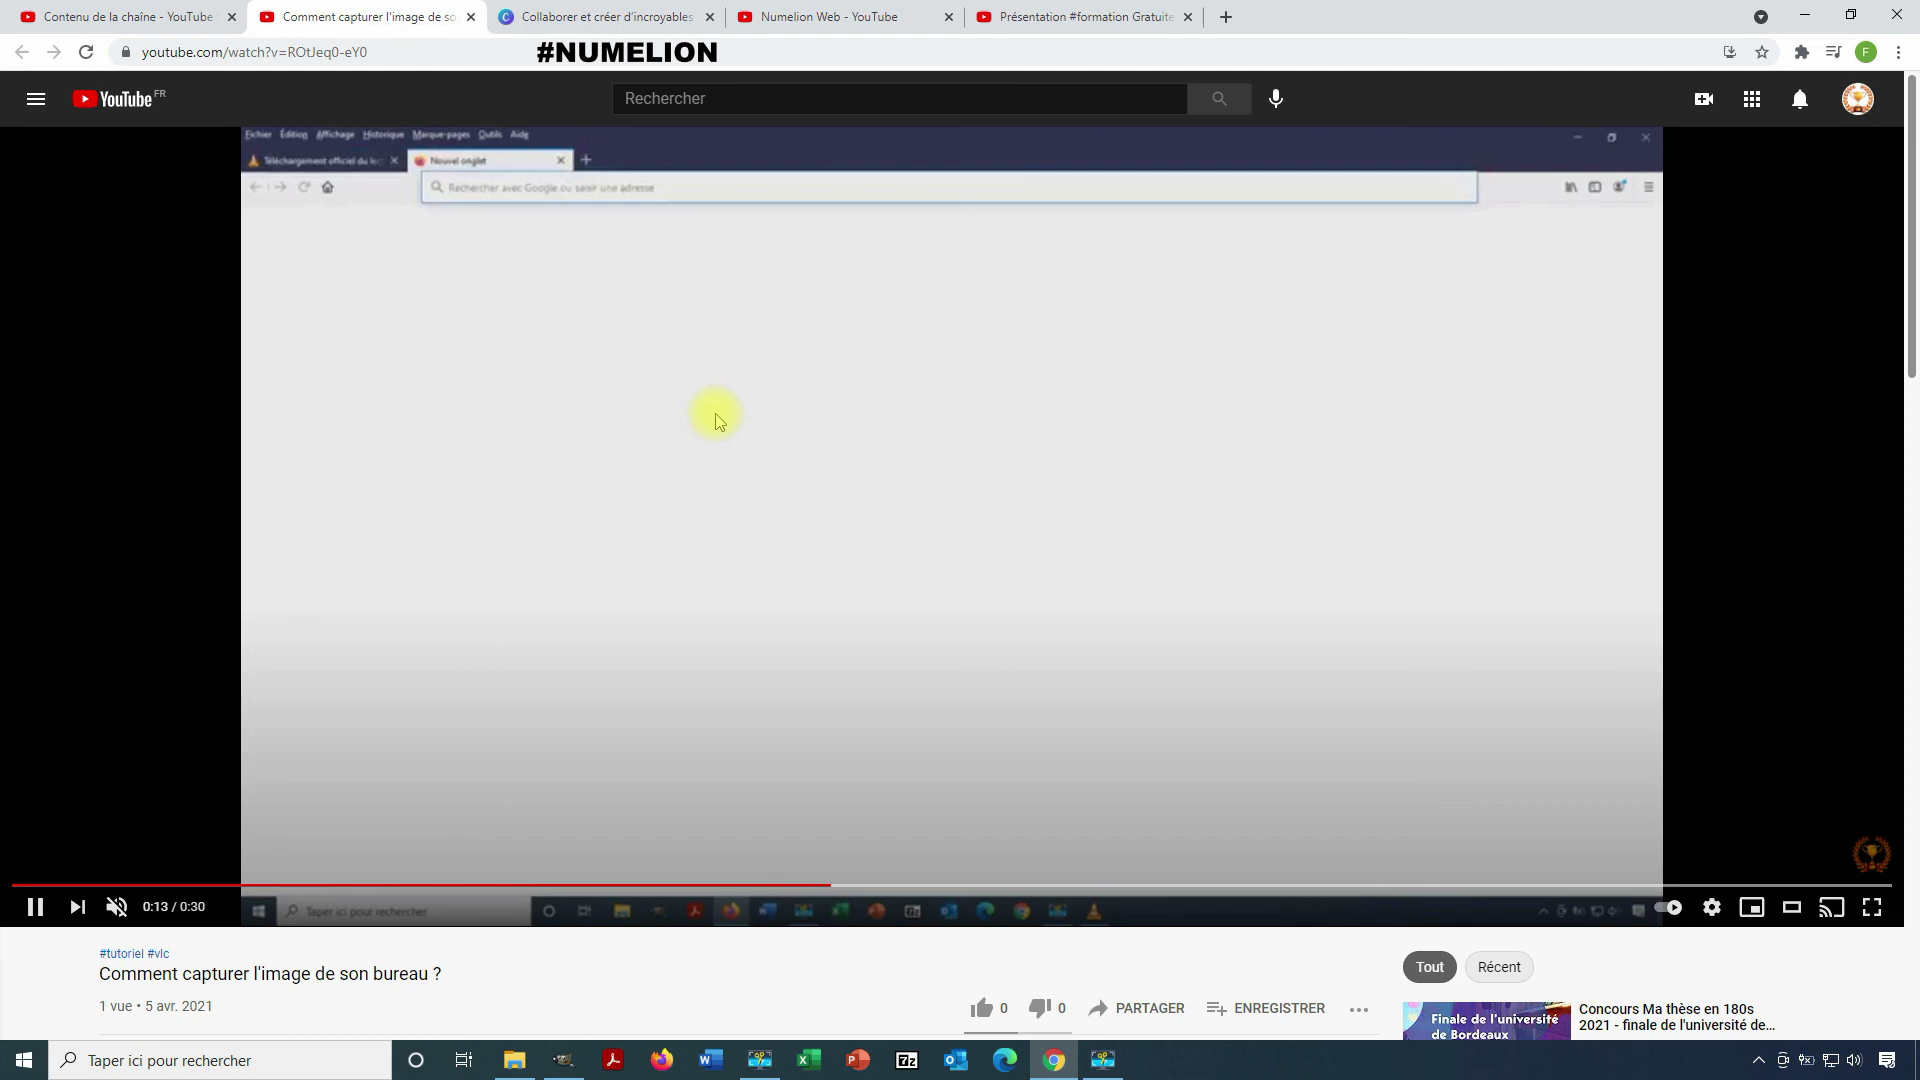 Contenu de la chaîne - YouTube
Comment capturer l'image de so
Collaborer et créer d'incroyables
Numelion Web - YouTube
Présentation #formation Gratuite
youtube.com/watch?v=ROtJeq0-eY0
#NUMELION
F
YouTube FR
Rechercher
Fichier Édition Affichage Historique Marque-pages Outils Aide
Téléchargement officiel du lec
Nouvel onglet
Rechercher avec Google ou saisir une adresse
0:13 / 0:30
Taper ici pour rechercher
#tutoriel #vlc
Comment capturer l'image de son bureau ?
1 vue • 5 avr. 2021
0
0
PARTAGER
ENREGISTRER
Tout
Récent
Finale de l'université
de Bordeaux
Concours Ma thèse en 180s
2021 - finale de l'université de...
Taper ici pour rechercher